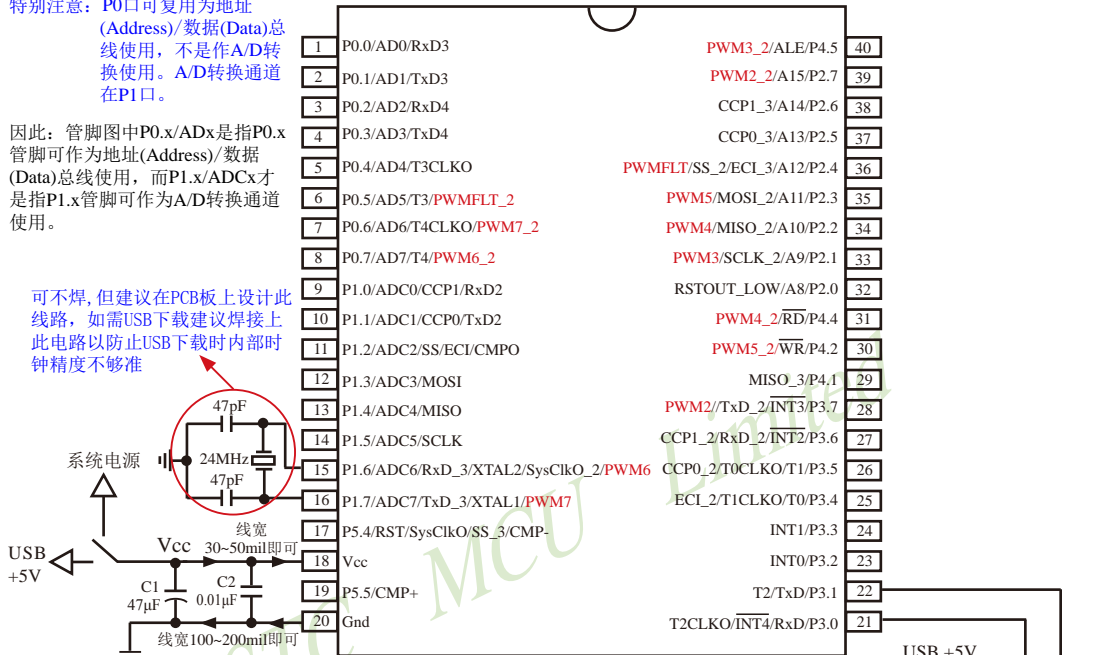 特别注意：P0口可复用为地址
(Address)/数据(Data)总
线使用，不是作A/D转
换使用。A/D转换通道
在P1口。
因此：管脚图中P0.x/ADx是指P0.x
管脚可作为地址(Address)/数据
(Data)总线使用，而P1.x/ADCx才
是指P1.x管脚可作为A/D转换通道
使用。
可不焊,但建议在PCB板上设计此
线路，如需USB下载建议焊接上
此电路以防止USB下载时内部时
钟精度不够准
47pF
24MHz
47pF
系统电源
USB
+5V
Vcc
线宽
30~50mil即可
C1
47μF
C2
0.01μF
线宽100~200mil即可
1 P0.0/AD0/RxD3
2 P0.1/AD1/TxD3
3 P0.2/AD2/RxD4
4 P0.3/AD3/TxD4
5 P0.4/AD4/T3CLKO
6 P0.5/AD5/T3/PWMFLT_2
7 P0.6/AD6/T4CLKO/PWM7_2
8 P0.7/AD7/T4/PWM6_2
9 P1.0/ADC0/CCP1/RxD2
10 P1.1/ADC1/CCP0/TxD2
11 P1.2/ADC2/SS/ECI/CMPO
12 P1.3/ADC3/MOSI
13 P1.4/ADC4/MISO
14 P1.5/ADC5/SCLK
15 P1.6/ADC6/RxD_3/XTAL2/SysClkO_2/PWM6
16 P1.7/ADC7/TxD_3/XTAL1/PWM7
17 P5.4/RST/SysClkO/SS_3/CMP-
18 Vcc
19 P5.5/CMP+
20 Gnd
PWM3_2/ALE/P4.5 40
PWM2_2/A15/P2.7 39
CCP1_3/A14/P2.6 38
CCP0_3/A13/P2.5 37
PWMFLT/SS_2/ECI_3/A12/P2.4 36
PWM5/MOSI_2/A11/P2.3 35
PWM4/MISO_2/A10/P2.2 34
PWM3/SCLK_2/A9/P2.1 33
RSTOUT_LOW/A8/P2.0 32
PWM4_2/RD/P4.4 31
PWM5_2/WR/P4.2 30
MISO_3/P4.1 29
PWM2//TxD_2/INT3/P3.7 28
CCP1_2/RxD_2/INT2/P3.6 27
CCP0_2/T0CLKO/T1/P3.5 26
ECI_2/T1CLKO/T0/P3.4 25
INT1/P3.3 24
INT0/P3.2 23
T2/TxD/P3.1 22
T2CLKO/INT4/RxD/P3.0 21
USB +5V
STC MCU Limited